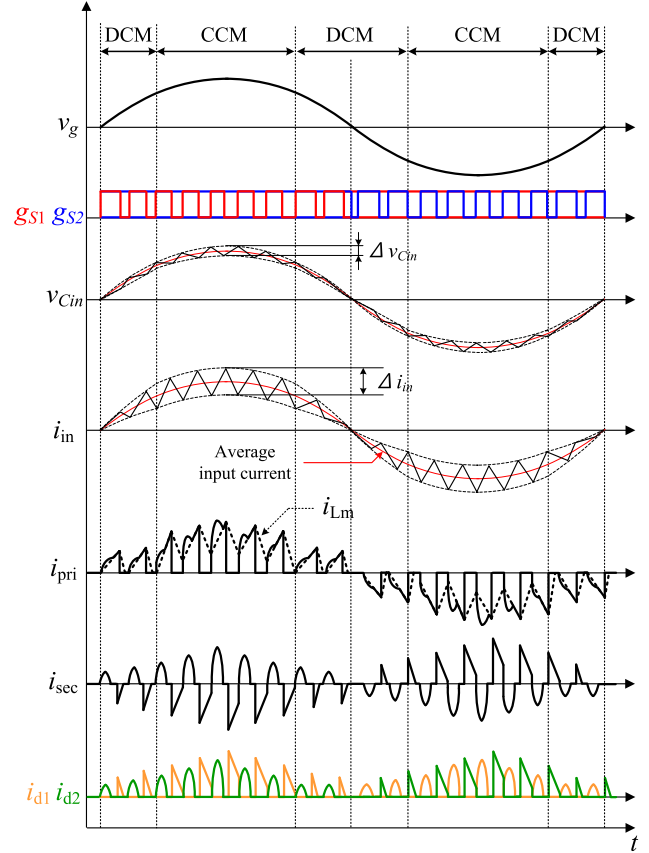 DCM CCM DCM CCM DCM
v_g
g_S1 g_S2
Δ v_Cin
v_Cin
Δ i_in
i_in
Average
input current
i_Lm
i_pri
i_sec
i_d1 i_d2
t